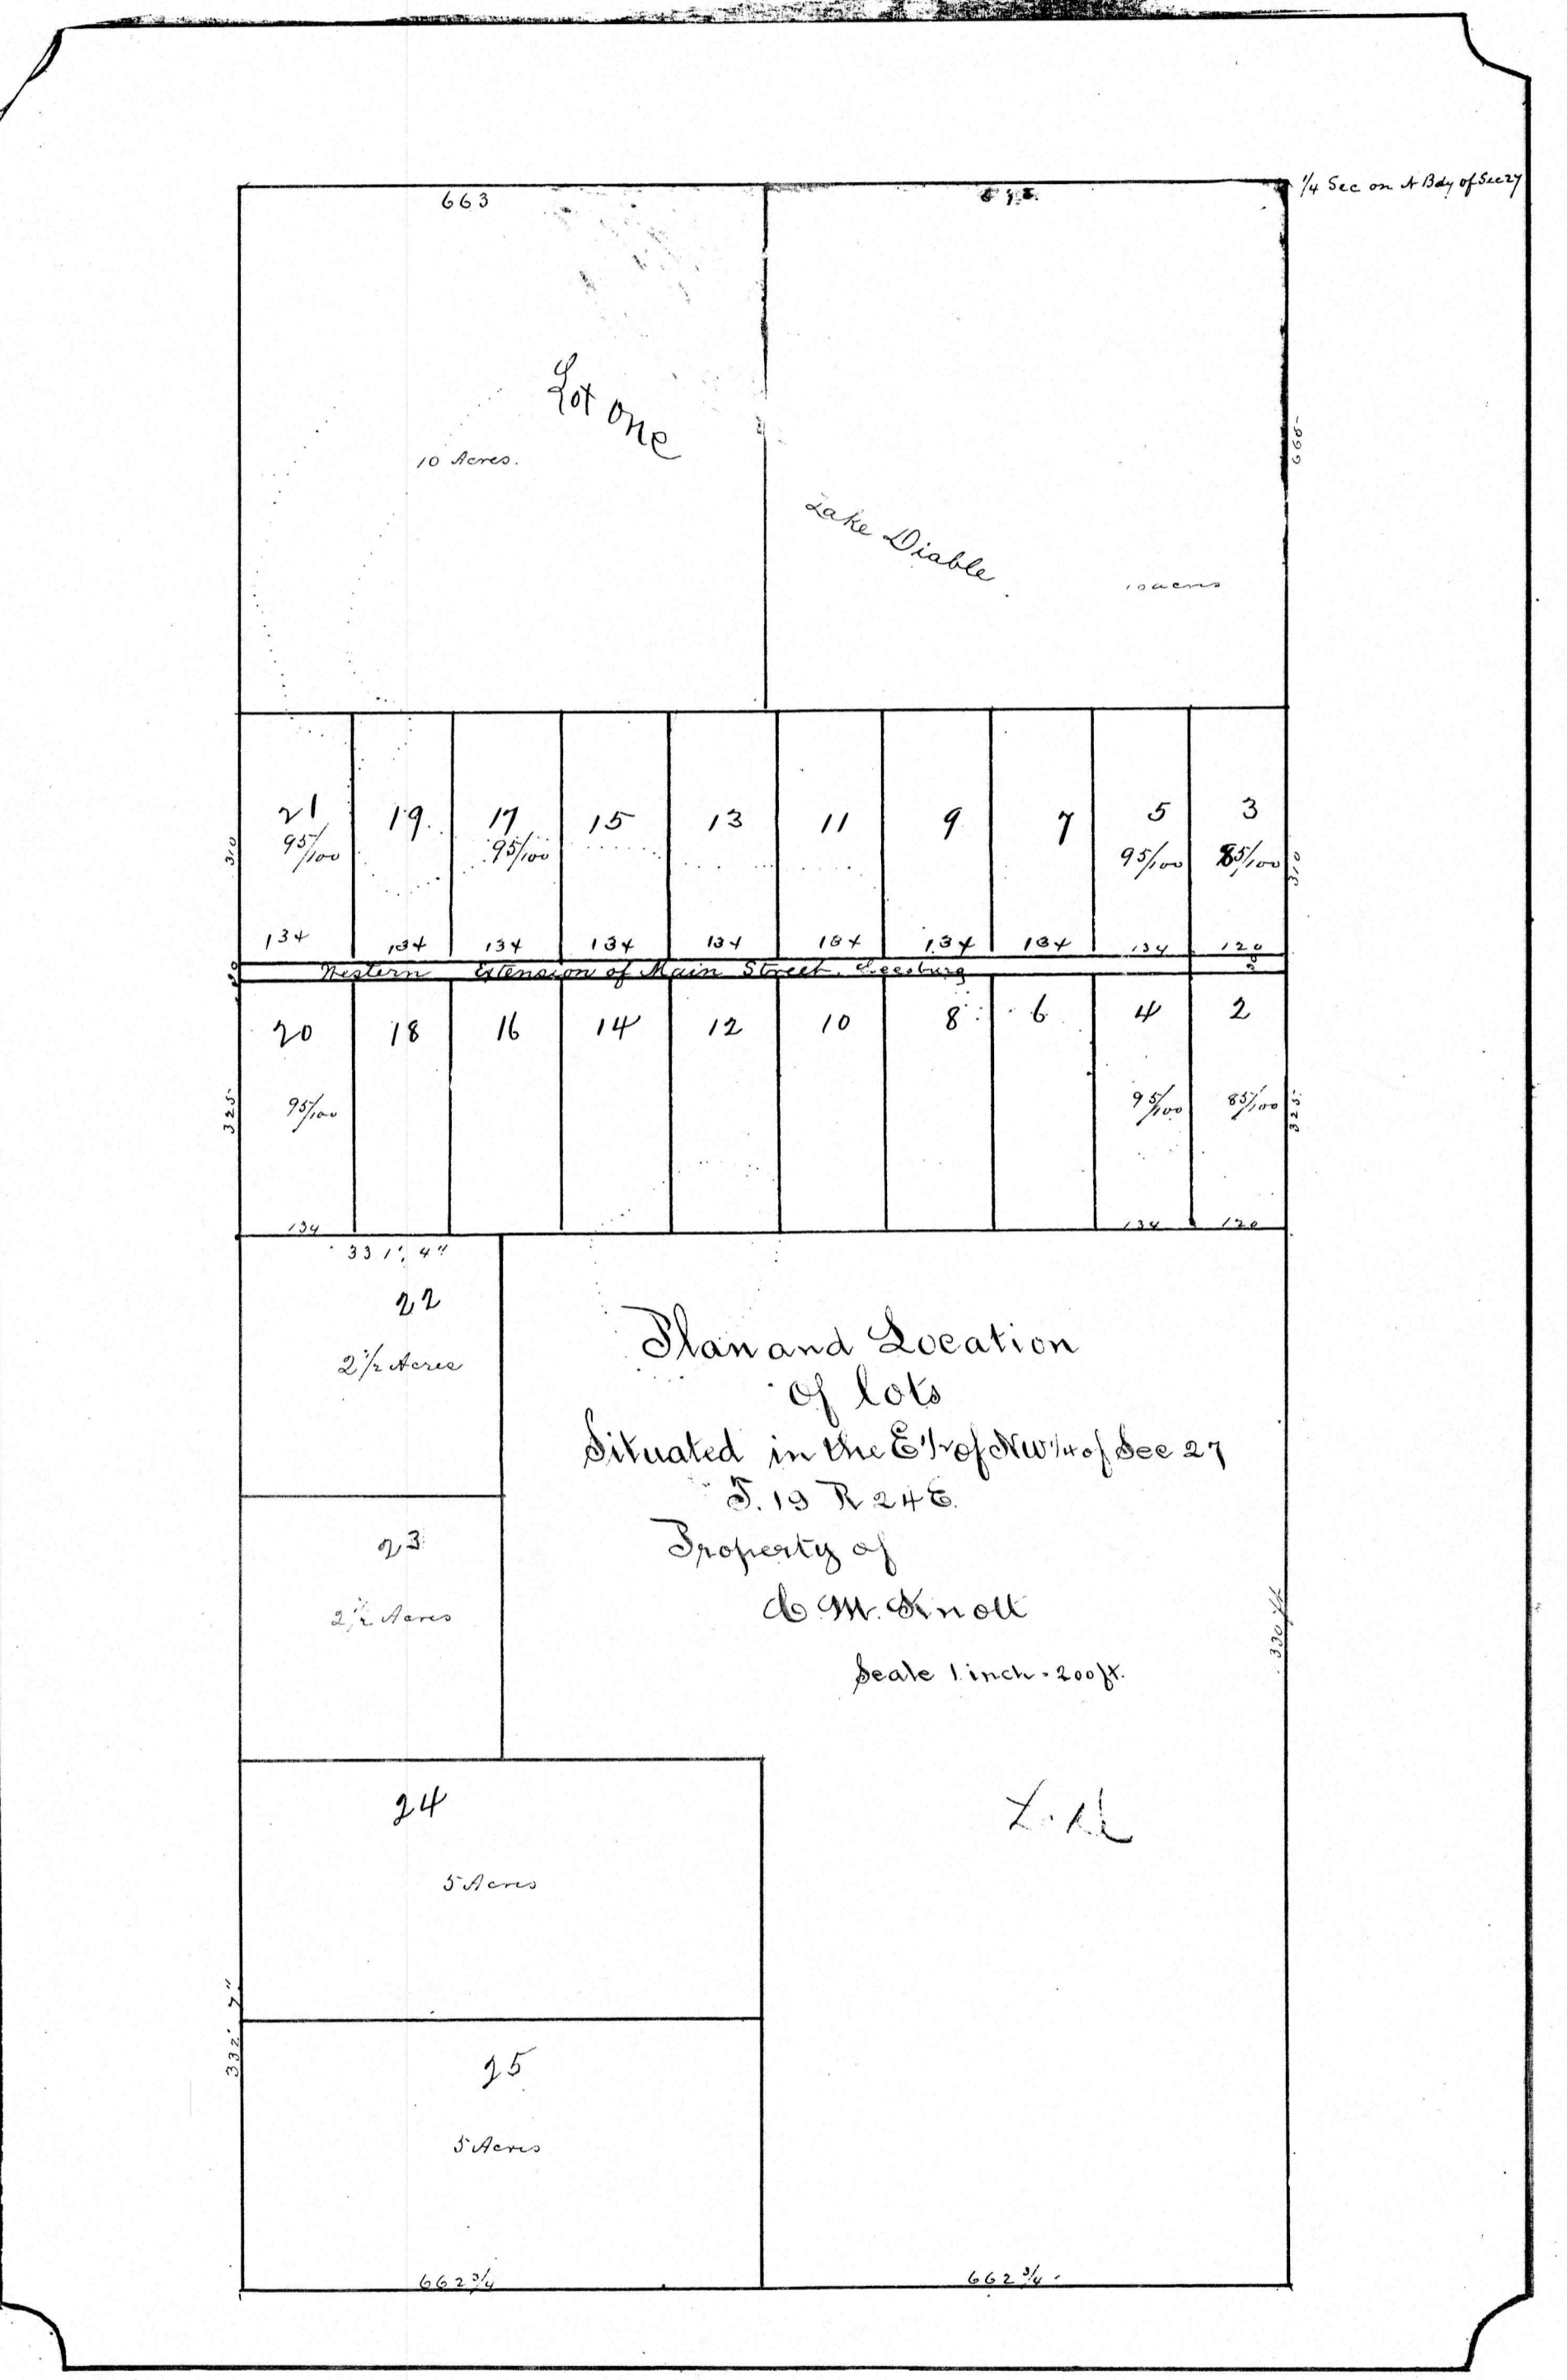 663
1/4 Sec on N Bdy of Sec 27
Lot One
10 Acres.
665
Lake Diable
10 acres
21 19 17 15 13 11 9 7 5 3
95/100 95/100 95/100 85/100
310 310
134 134 134 134 134 134 134 134 134 120
Western Extension of Main Street. Leesburg
20 18 16 14 12 10 8 6 4 2
95/100 95/100 85/100
325 325
134 134 120
331', 4"
22
2 1/2 Acres
Plan and Location
of lots
Situated in the E 1/2 of NW 1/4 of Sec 27
T. 19 R 24 E.
Property of
C. M. Knott
Scale 1 inch = 200 ft.
23
2 1/2 Acres
330
24
5 Acres
332' 7"
25
5 Acres
662 3/4
662 3/4